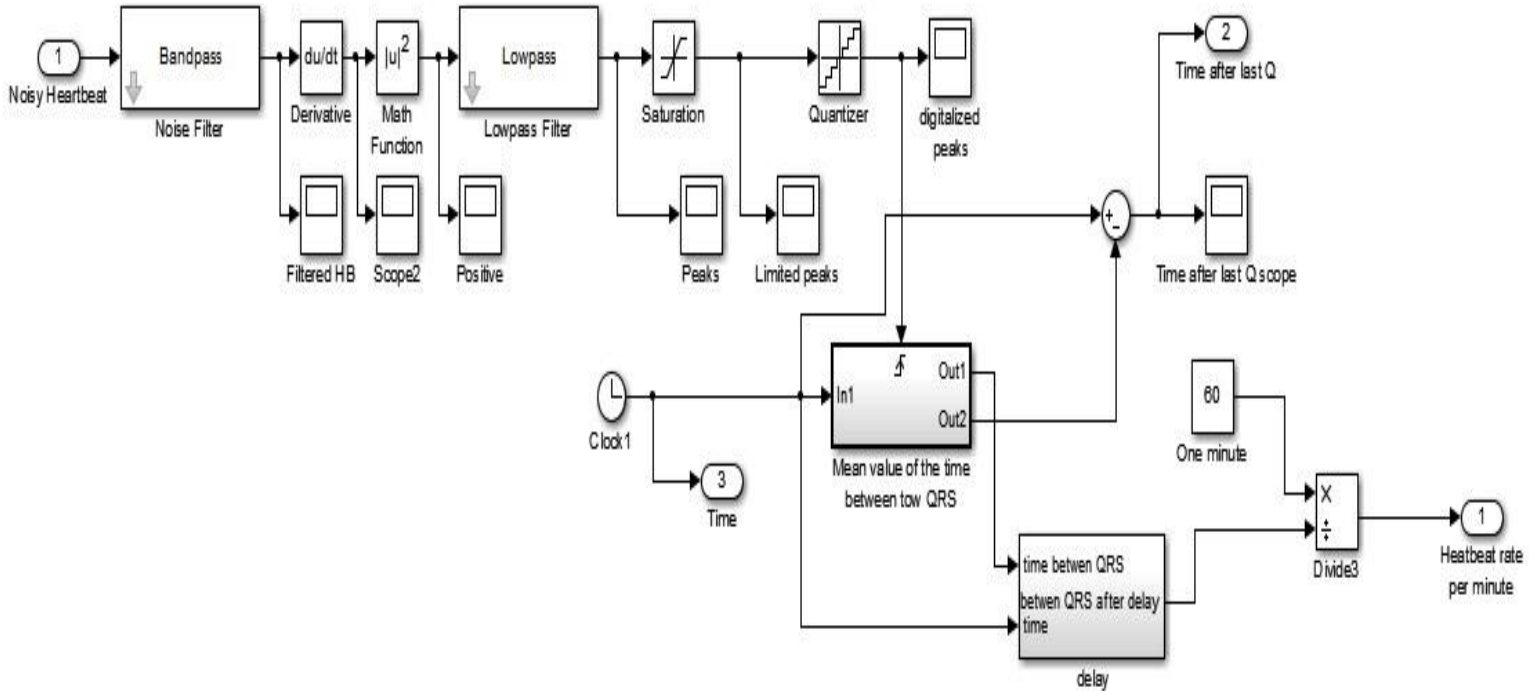 1
Noisy Heartbeat
Bandpass
Noise Filter
du/dt
Derivative
|u|²
Math
Function
Lowpass
Lowpass Filter
Saturation
Quantizer
digitalized
peaks
2
Time after last Q
Filtered HB
Scope2
Positive
Peaks
Limited peaks
+
−
Time after last Q scope
Clock1
3
Time
In1
Out1
Out2
Mean value of the time
between tow QRS
60
One minute
time betwen QRS
betwen QRS after delay
time
delay
×
÷
Divide3
1
Heatbeat rate
per minute